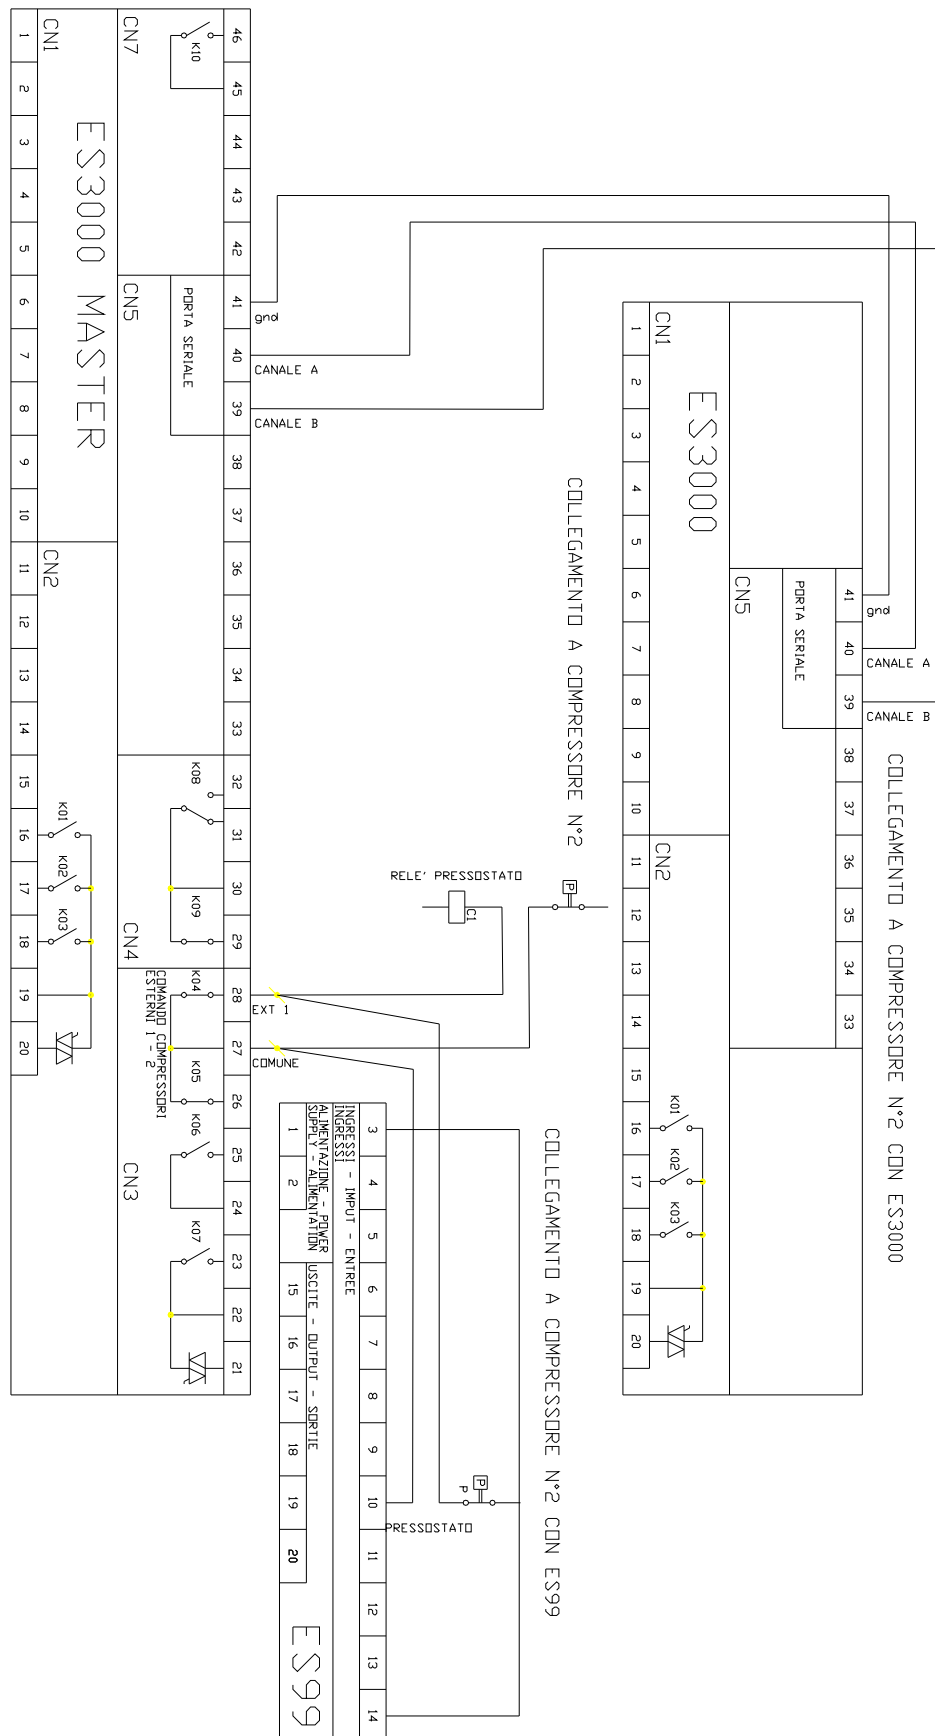 46
45
44
43
42
41
40
39
38
37
36
35
34
33
32
31
30
29
28
27
26
25
24
23
22
21
K10
CN7
CN5
PORTA SERIALE
gnd
CANALE A
CANALE B
K08
K09
CN4
K04
COMANDO COMPRESSORI
ESTERNI 1 - 2
K05
K06
K07
CN3
EXT 1
COMUNE
ES3000 MASTER
CN1
CN2
K01
K02
K03
1
2
3
4
5
6
7
8
9
10
11
12
13
14
15
16
17
18
19
20
COLLEGAMENTO A COMPRESSORE N°2
RELE' PRESSOSTATO
C1
P
COLLEGAMENTO A COMPRESSORE N°2 CON ES3000
gnd
CANALE A
CANALE B
41
40
39
38
37
36
35
34
33
PORTA SERIALE
CN5
ES3000
CN1
CN2
K01
K02
K03
1
2
3
4
5
6
7
8
9
10
11
12
13
14
15
16
17
18
19
20
COLLEGAMENTO A COMPRESSORE N°2 CON ES99
P
P
PRESSOSTATO
3
4
5
6
7
8
9
10
11
12
13
14
INGRESSI - IMPUT - ENTREE
INGRESSI
ALIMENTAZIONE - POWER
SUPPLY - ALIMENTATION
USCITE - OUTPUT - SORTIE
1
2
15
16
17
18
19
20
ES99